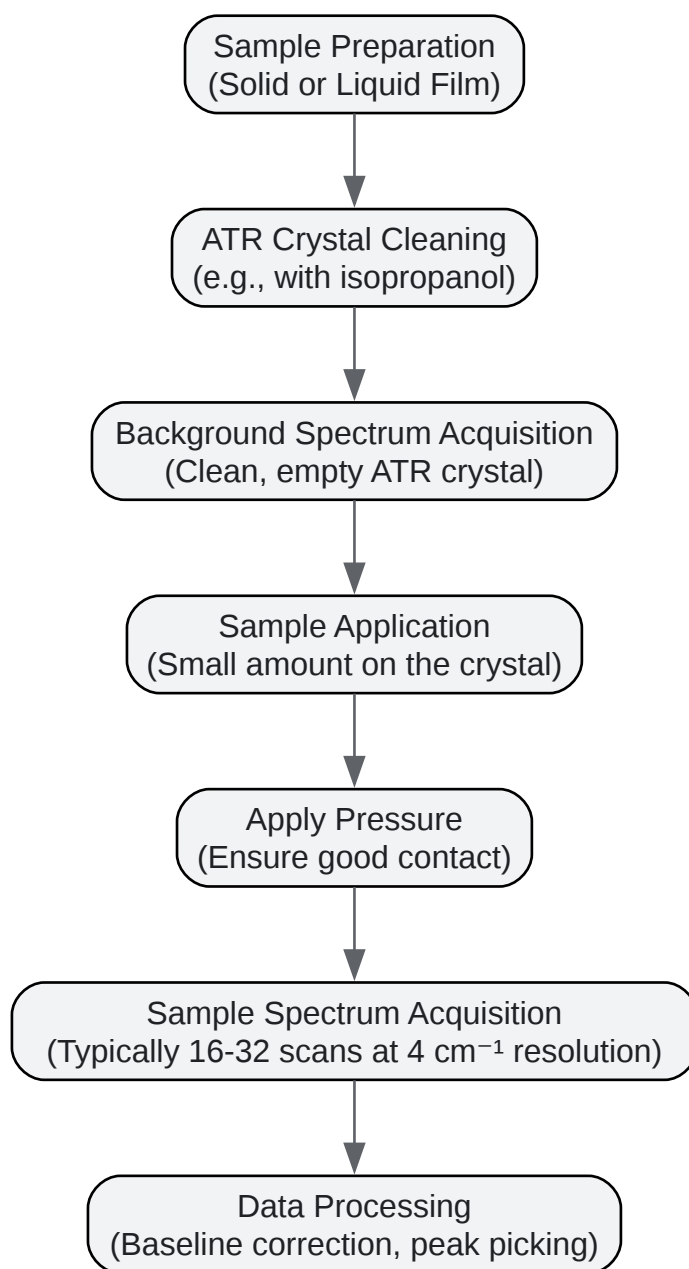 Sample Preparation
(Solid or Liquid Film)
ATR Crystal Cleaning
(e.g., with isopropanol)
Background Spectrum Acquisition
(Clean, empty ATR crystal)
Sample Application
(Small amount on the crystal)
Apply Pressure
(Ensure good contact)
Sample Spectrum Acquisition
(Typically 16-32 scans at 4 cm⁻¹ resolution)
Data Processing
(Baseline correction, peak picking)